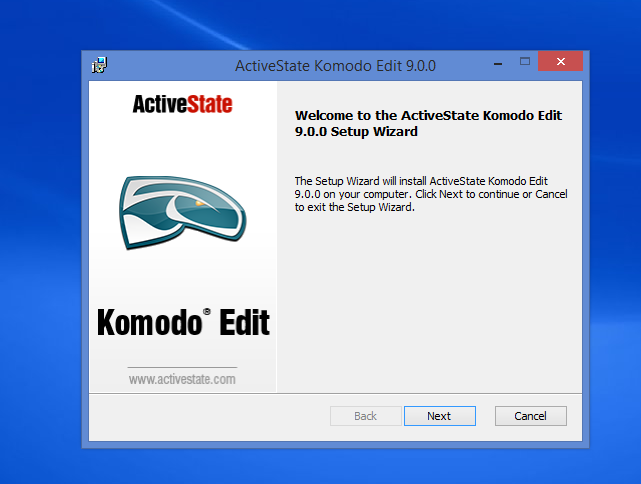 ActiveState Komodo Edit 9.0.0
ActiveState
Welcome to the ActiveState Komodo Edit
9.0.0 Setup Wizard
The Setup Wizard will install ActiveState Komodo Edit
9.0.0 on your computer. Click Next to continue or Cancel
to exit the Setup Wizard.
Komodo® Edit
www.activestate.com
Back
Next
Cancel